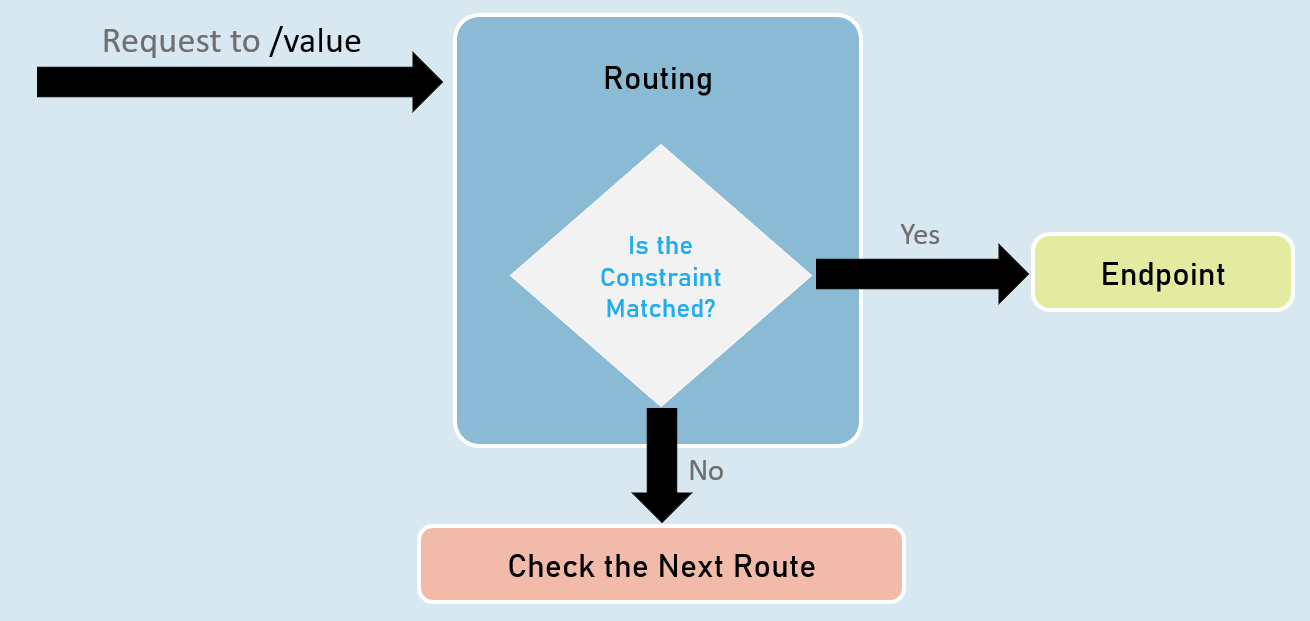 Request to /value
Routing
Is the
Constraint
Matched?
Yes
Endpoint
No
Check the Next Route